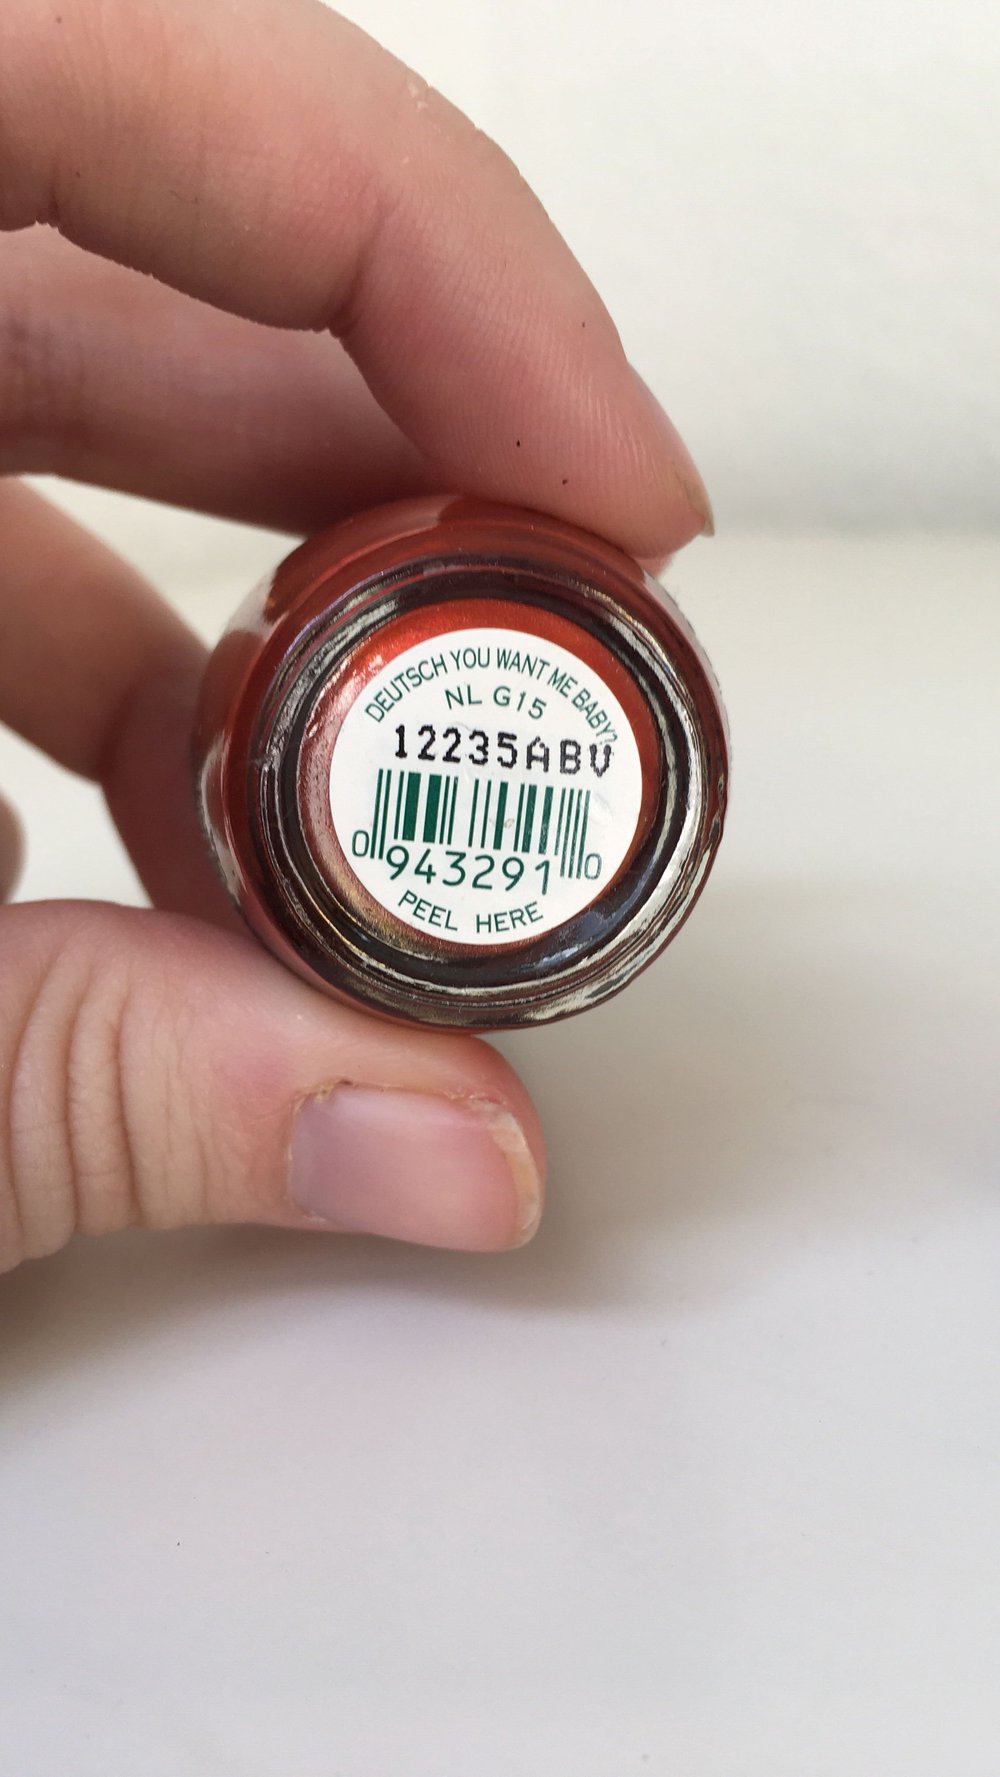 DEUTSCH YOU WANT ME BABY?
NL G15
12235ABV
0 943291 0
PEEL HERE